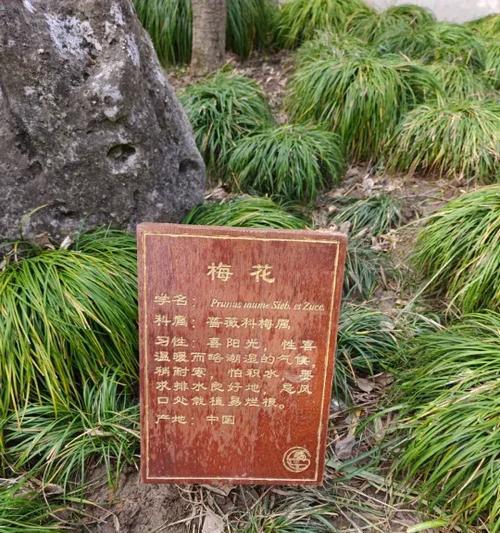 梅花
学名：Prunus mume Sieb. et Zucc.
科属：蔷薇科梅属
习性：喜阳光，性喜
温暖而略潮湿的气候，
稍耐寒，怕积水，要
求排水良好地，忌风
口处栽植易烂根。
产地：中国